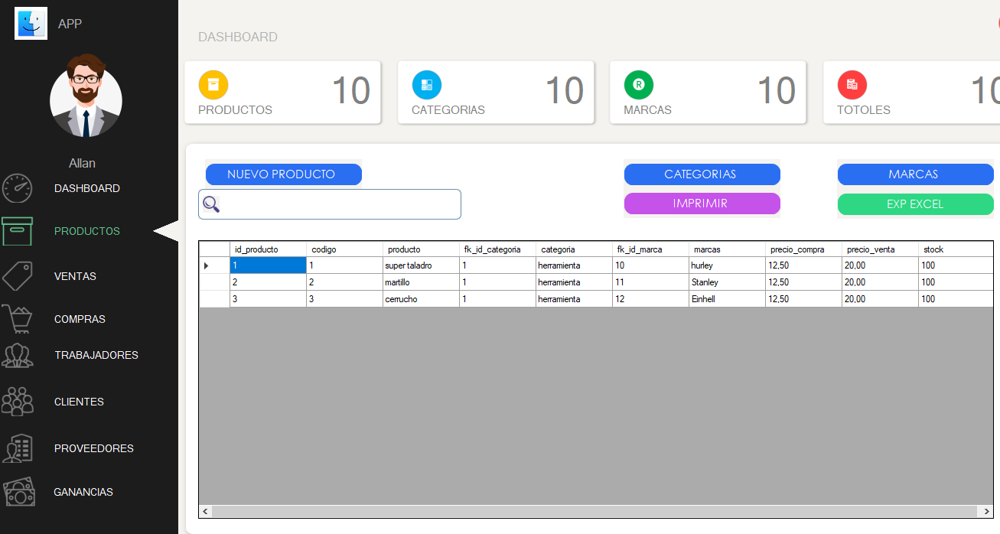 APP
Allan
DASHBOARD
PRODUCTOS
VENTAS
COMPRAS
TRABAJADORES
CLIENTES
PROVEEDORES
GANANCIAS
DASHBOARD
10
PRODUCTOS
10
CATEGORIAS
R
10
MARCAS
10
TOTOLES
NUEVO PRODUCTO
CATEGORIAS
MARCAS
IMPRIMIR
EXP EXCEL
id_producto codigo producto fk_id_categoria categoria fk_id_marca marcas precio_compra precio_venta stock
1 1 super taladro 1 herramienta 10 hurley 12,50 20,00 100
2 2 martillo 1 herramienta 11 Stanley 12,50 20,00 100
3 3 cerrucho 1 herramienta 12 Einhell 12,50 20,00 100